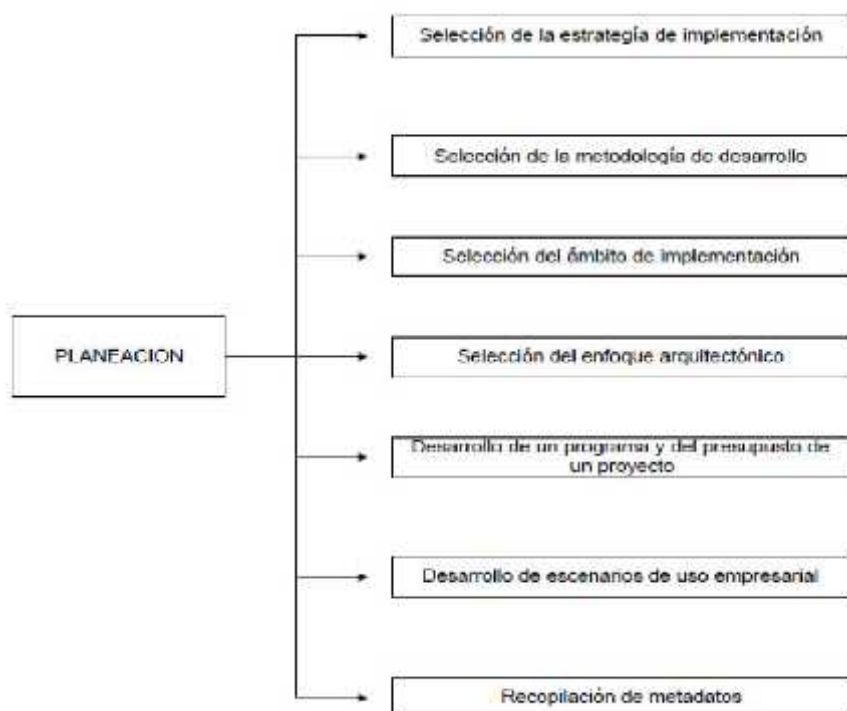 Selección de la estrategía de implementación
Selección de la metodología de desarrollo
Selección del ámbito de implementación
PLANEACION
Selección del enfoque arquitectónico
Desarrollo de un programa y del presupusto de
un proyecto
Desarrollo de escenarios de uso empresarial
Recopilación de metadatos